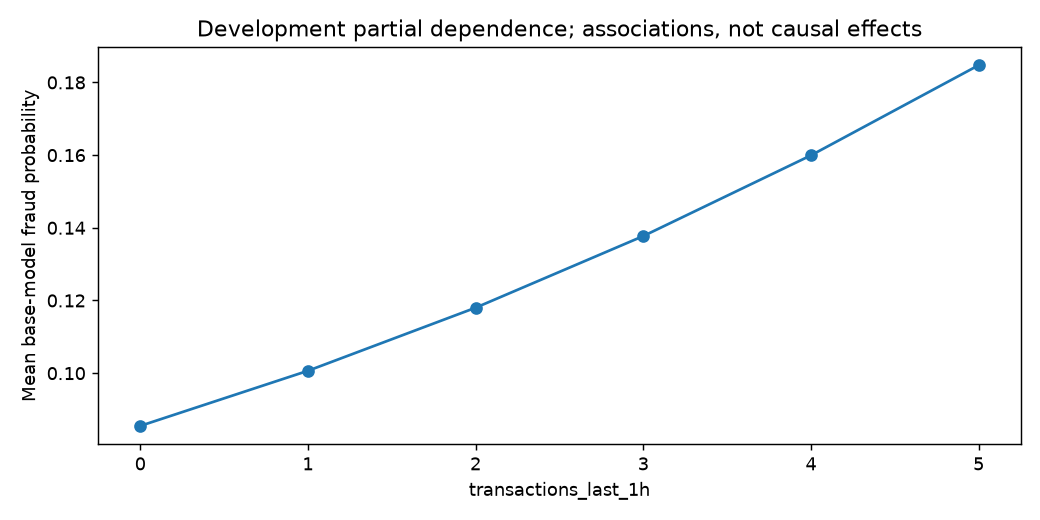 Development partial dependence; associations, not causal effects
Mean base-model fraud probability
0.18
0.16
0.14
0.12
0.10
0 1 2 3 4 5
transactions_last_1h